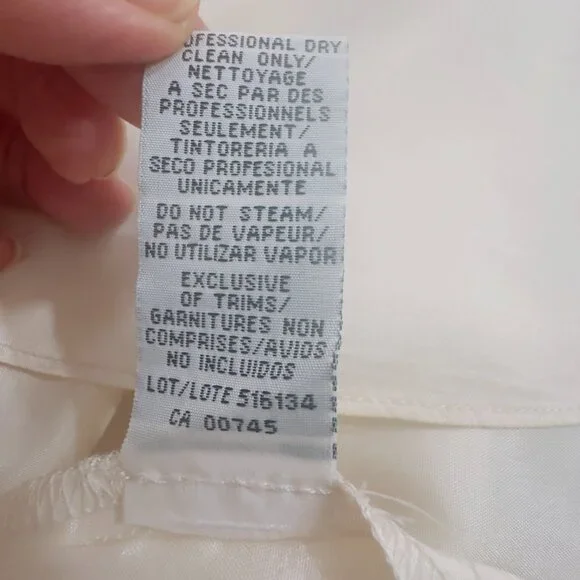 OFESSIONAL DRY
CLEAN ONLY/
NETTOYAGE
A SEC PAR DES
PROFESSIONNELS
SEULEMENT/
TINTORERIA A
SECO PROFESIONAL
UNICAMENTE
DO NOT STEAM/
PAS DE VAPEUR/
NO UTILIZAR VAPOR
EXCLUSIVE
OF TRIMS/
GARNITURES NON
COMPRISES/AVIOS
NO INCLUIDOS
LOT/LOTE 516134
CA 00745